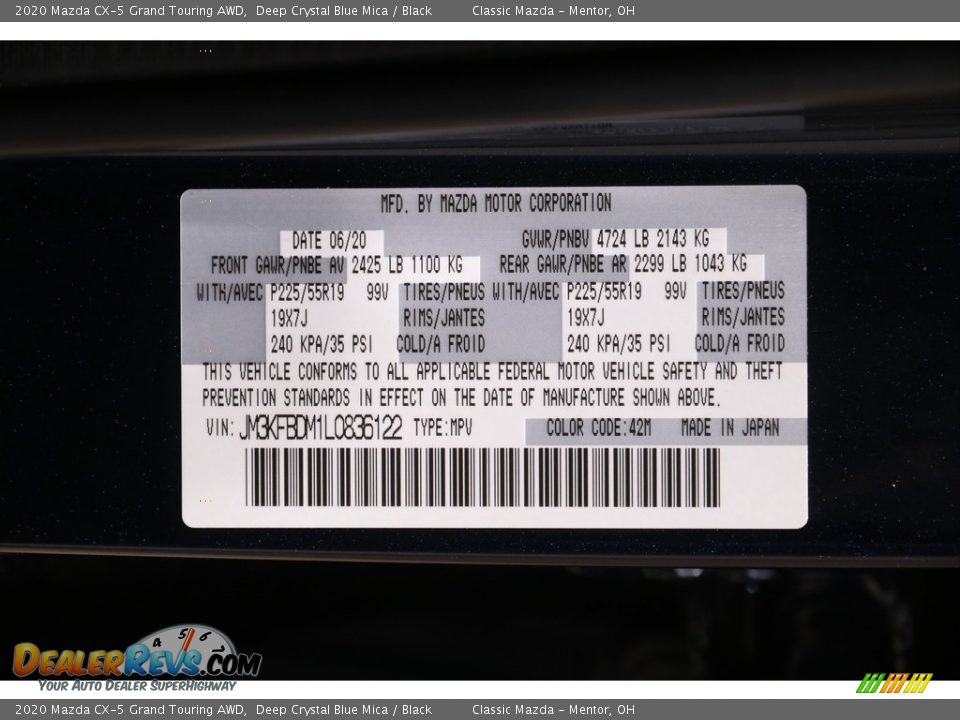 2020 Mazda CX-5 Grand Touring AWD, Deep Crystal Blue Mica / Black Classic Mazda - Mentor, OH
MFD. BY MAZDA MOTOR CORPORATION
DATE 06/20 GVWR/PNBV 4724 LB 2143 KG
FRONT GAWR/PNBE AV 2425 LB 1100 KG REAR GAWR/PNBE AR 2299 LB 1043 KG
WITH/AVEC P225/55R19 99V TIRES/PNEUS WITH/AVEC P225/55R19 99V TIRES/PNEUS
19X7J RIMS/JANTES 19X7J RIMS/JANTES
240 KPA/35 PSI COLD/A FROID 240 KPA/35 PSI COLD/A FROID
THIS VEHICLE CONFORMS TO ALL APPLICABLE FEDERAL MOTOR VEHICLE SAFETY AND THEFT
PREVENTION STANDARDS IN EFFECT ON THE DATE OF MANUFACTURE SHOWN ABOVE.
VIN: JM3KFBDM1L0836122 TYPE:MPV COLOR CODE:42M MADE IN JAPAN
4 5 6
DEALERREVS.COM
YOUR AUTO DEALER SUPERHIGHWAY
2020 Mazda CX-5 Grand Touring AWD, Deep Crystal Blue Mica / Black Classic Mazda - Mentor, OH